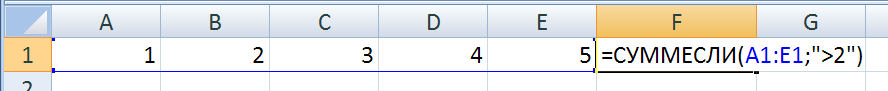 A B C D E F G
1 1 2 3 4 5 =СУММЕСЛИ(A1:E1;">2")
2